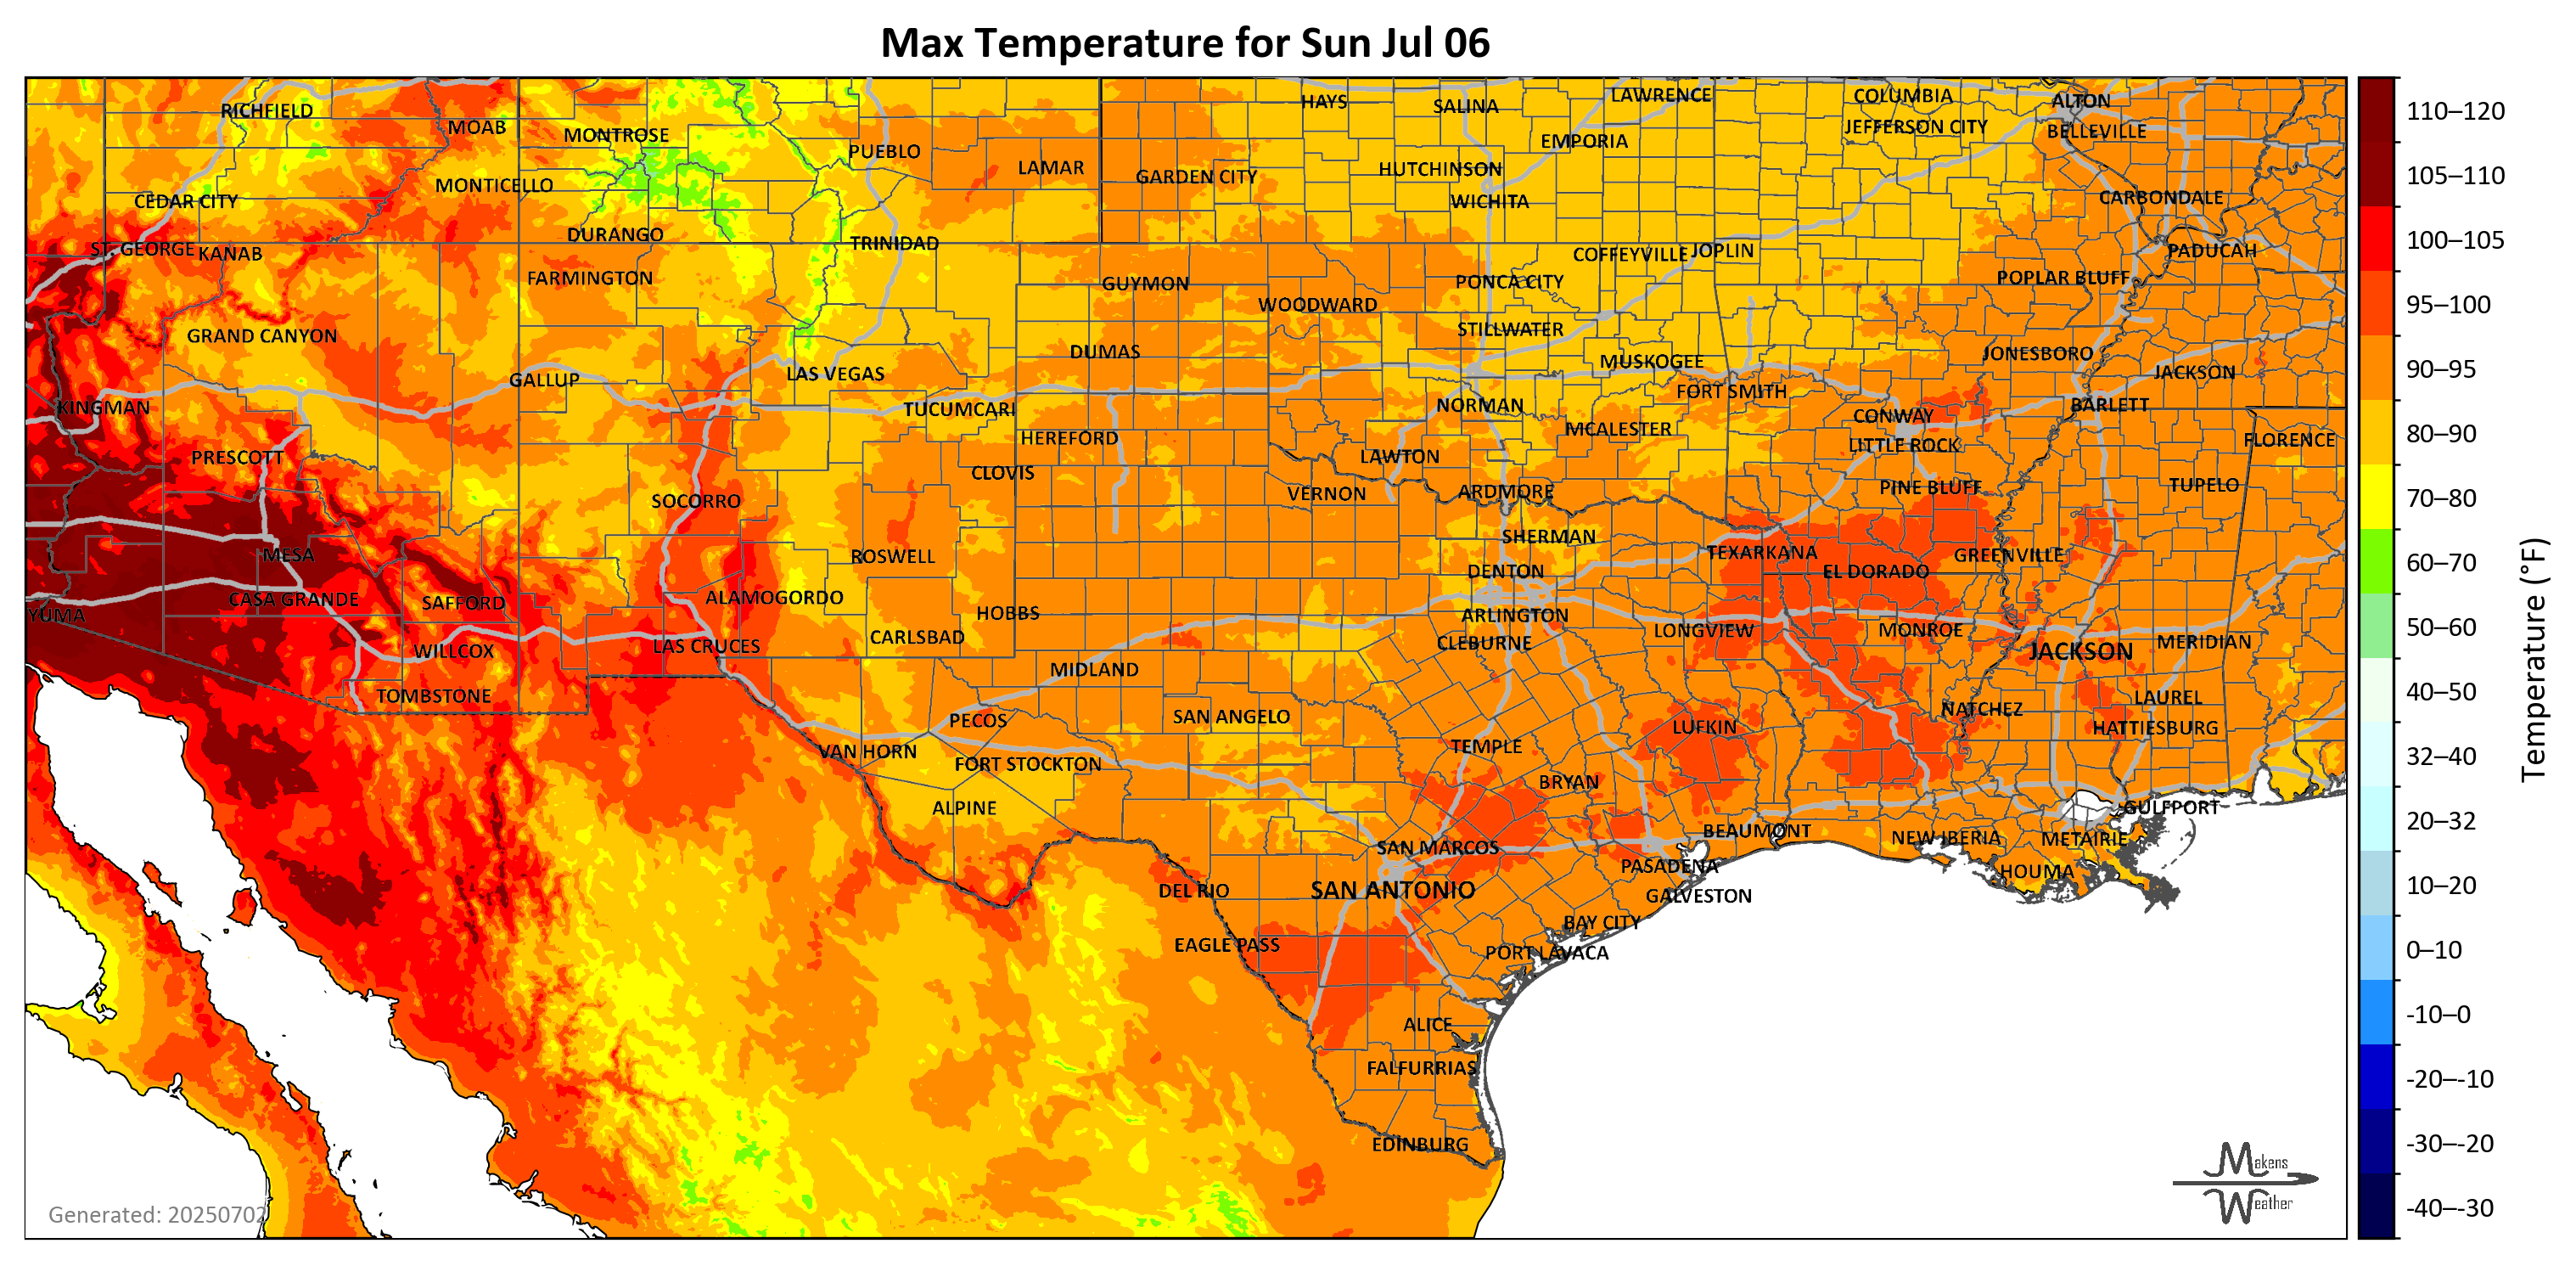 Max Temperature for Sun Jul 06
RICHFIELD
MOAB
MONTROSE
PUEBLO
LAMAR
GARDEN CITY
HAYS
SALINA
LAWRENCE
EMPORIA
HUTCHINSON
WICHITA
COLUMBIA
JEFFERSON CITY
ALTON
BELLEVILLE
CARBONDALE
MONTICELLO
CEDAR CITY
ST. GEORGE
KANAB
DURANGO
TRINIDAD
FARMINGTON
GUYMON
WOODWARD
PONCA CITY
COFFEYVILLE
JOPLIN
POPLAR BLUFF
PADUCAH
GRAND CANYON
STILLWATER
DUMAS
MUSKOGEE
JONESBORO
JACKSON
GALLUP
LAS VEGAS
FORT SMITH
KINGMAN
TUCUMCARI
NORMAN
CONWAY
BARLETT
HEREFORD
MCALESTER
LITTLE ROCK
FLORENCE
PRESCOTT
CLOVIS
LAWTON
SOCORRO
VERNON
ARDMORE
PINE BLUFF
TUPELO
MESA
ROSWELL
SHERMAN
TEXARKANA
GREENVILLE
DENTON
EL DORADO
YUMA
CASA GRANDE
SAFFORD
ALAMOGORDO
HOBBS
ARLINGTON
CLEBURNE
LONGVIEW
MONROE
MERIDIAN
WILLCOX
LAS CRUCES
CARLSBAD
MIDLAND
JACKSON
TOMBSTONE
PECOS
SAN ANGELO
LUFKIN
NATCHEZ
LAUREL
HATTIESBURG
VAN HORN
FORT STOCKTON
TEMPLE
BRYAN
ALPINE
GULFPORT
BEAUMONT
NEW IBERIA
METAIRIE
SAN MARCOS
PASADENA
HOUMA
DEL RIO
SAN ANTONIO
GALVESTON
BAY CITY
EAGLE PASS
PORT LAVACA
ALICE
FALFURRIAS
EDINBURG
Generated: 20250702
Makens
Weather
110–120
105–110
100–105
95–100
90–95
80–90
70–80
60–70
50–60
40–50
32–40
20–32
10–20
0–10
-10–0
-20–-10
-30–-20
-40–-30
Temperature (°F)